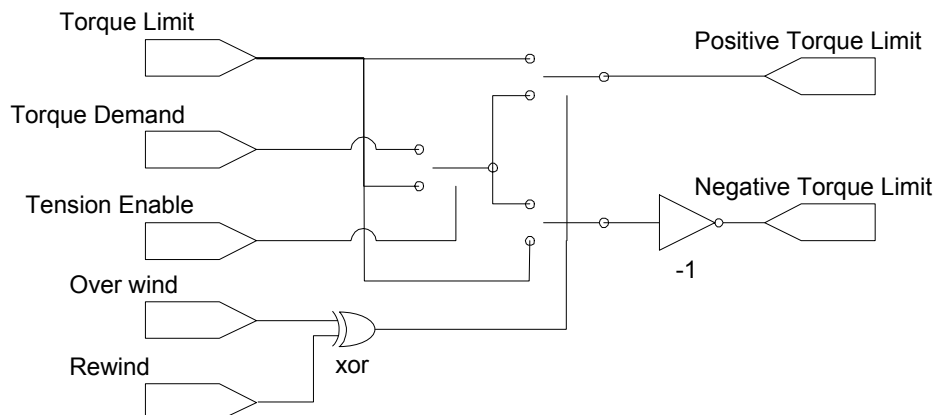 Torque Limit
Positive Torque Limit
Torque Demand
Tension Enable
Negative Torque Limit
-1
Over wind
xor
Rewind